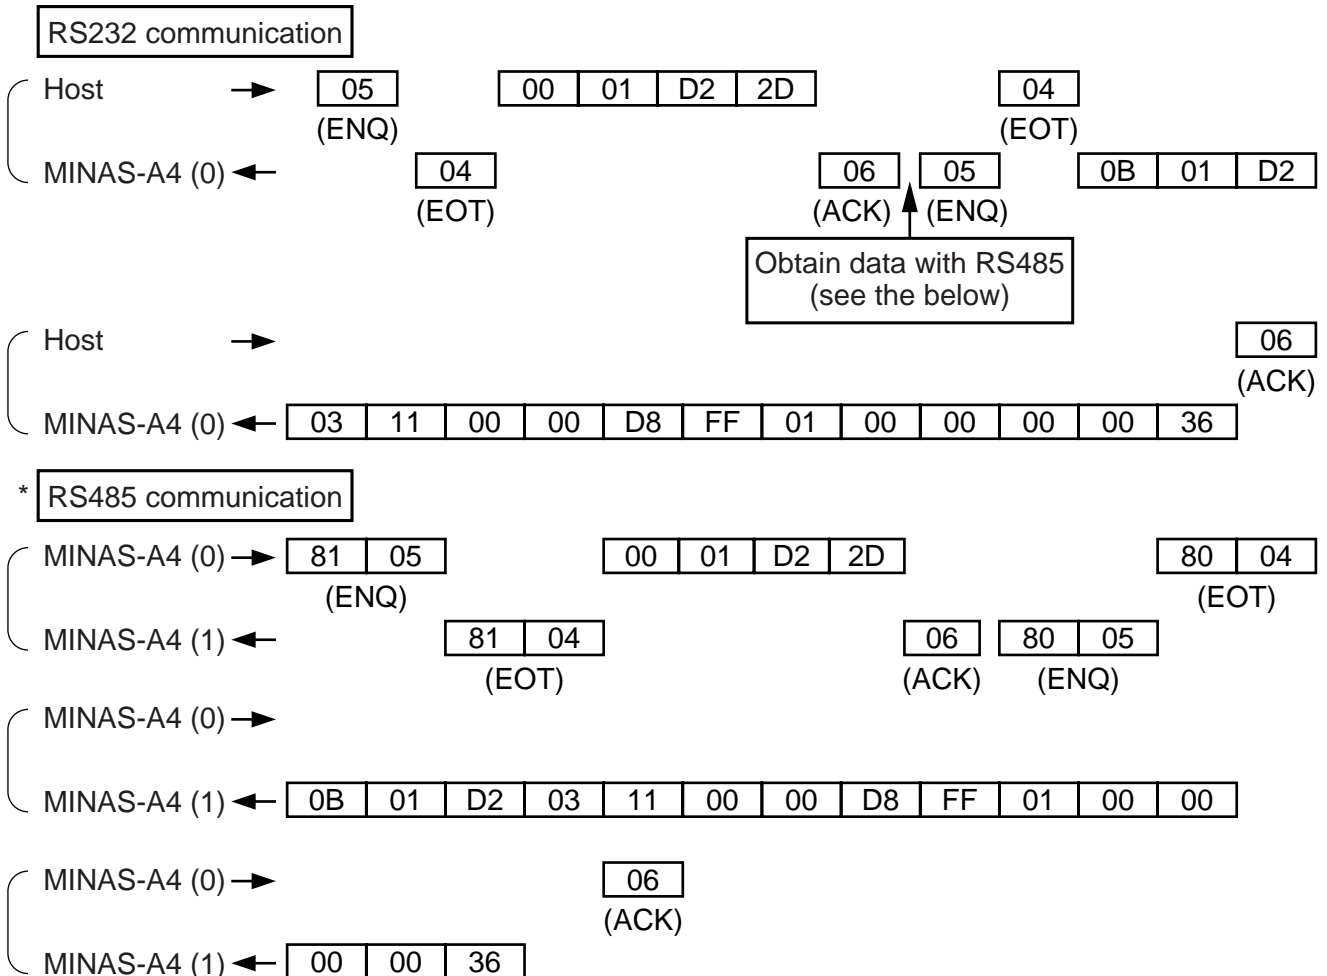 RS232 communication
Host 05 00 01 D2 2D 04
(ENQ) (EOT)
MINAS-A4 (0) 04 06 05 0B 01 D2
(EOT) (ACK) (ENQ)
Obtain data with RS485
(see the below)
Host 06
(ACK)
MINAS-A4 (0) 03 11 00 00 D8 FF 01 00 00 00 00 36
* RS485 communication
MINAS-A4 (0) 81 05 00 01 D2 2D 80 04
(ENQ) (EOT)
MINAS-A4 (1) 81 04 06 80 05
(EOT) (ACK) (ENQ)
MINAS-A4 (0)
MINAS-A4 (1) 0B 01 D2 03 11 00 00 D8 FF 01 00 00
MINAS-A4 (0) 06
(ACK)
MINAS-A4 (1) 00 00 36